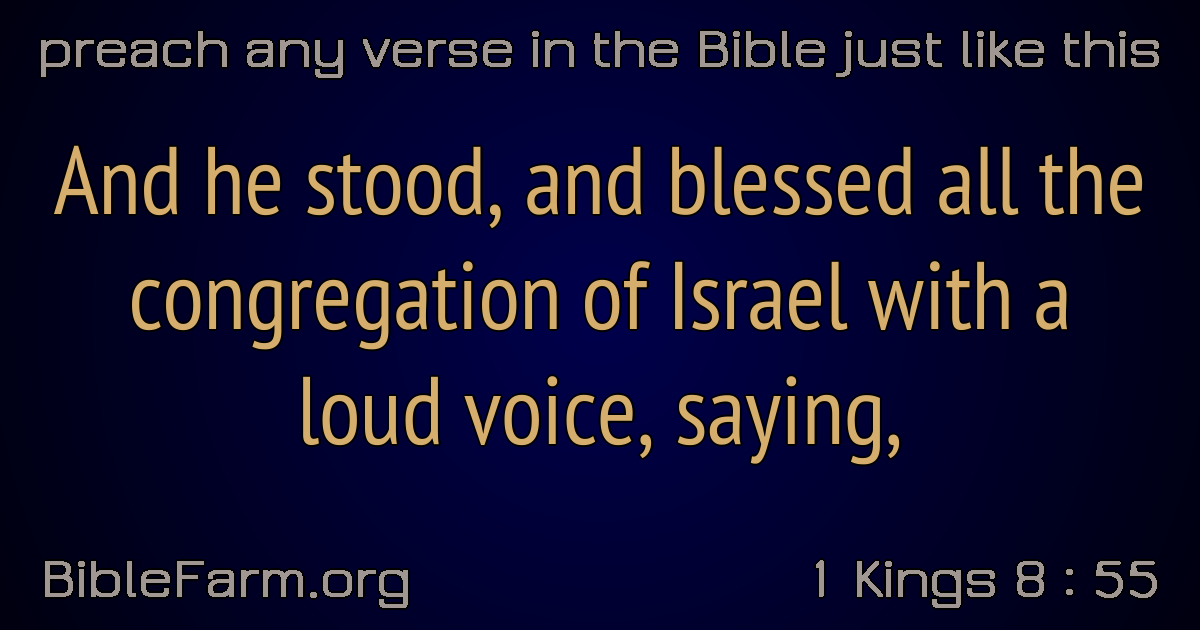 preach any verse in the Bible just like this
And he stood, and blessed all the
congregation of Israel with a
loud voice, saying,
BibleFarm.org
1 Kings 8 : 55